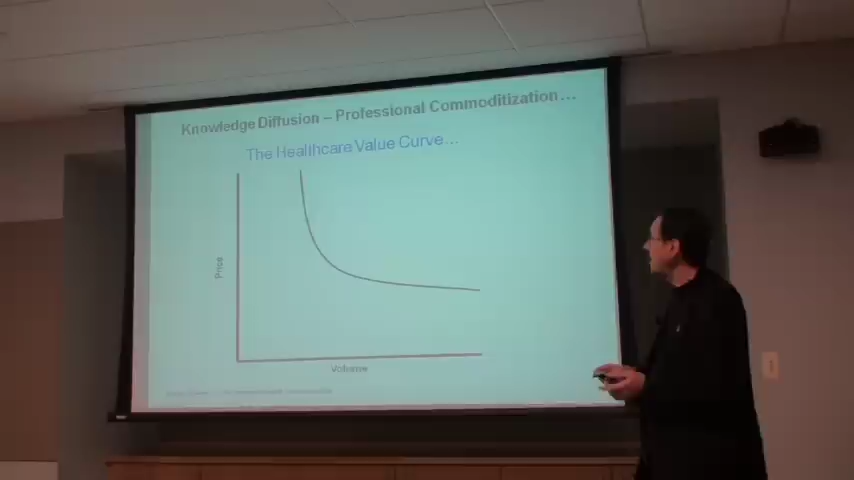 Knowledge Diffusion – Professional Commoditization…
The Healthcare Value Curve…
Price
Volume